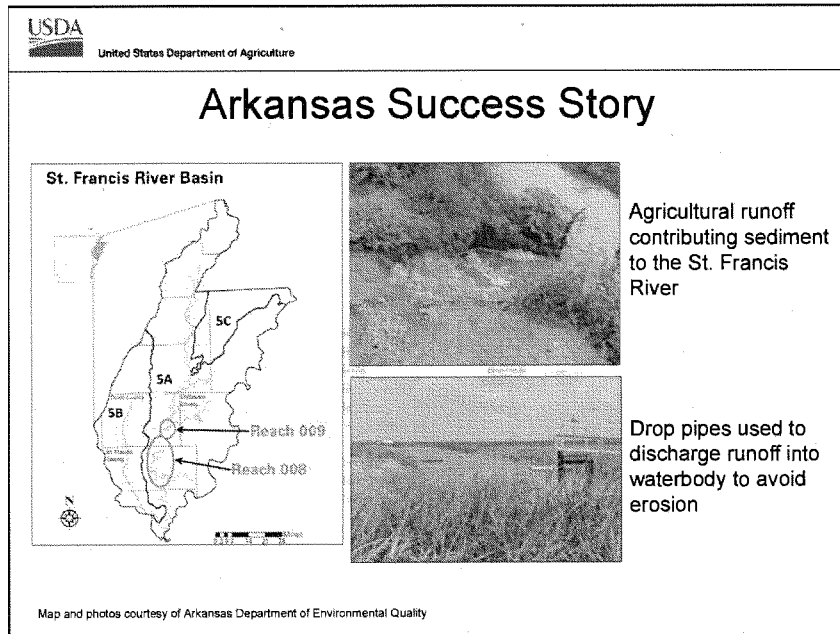 USDA
United States Department of Agriculture
Arkansas Success Story
St. Francis River Basin
5C
5A
5B
Reach 009
Reach 008
N
Miles
Agricultural runoff
contributing sediment
to the St. Francis
River
Drop pipes used to
discharge runoff into
waterbody to avoid
erosion
Map and photos courtesy of Arkansas Department of Environmental Quality